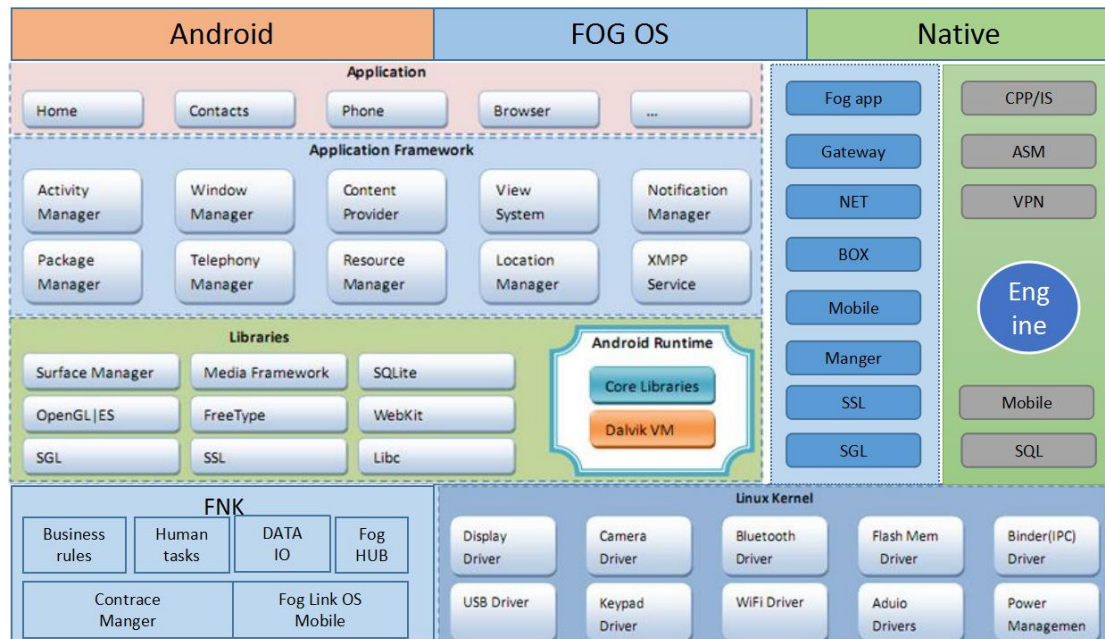 Android
FOG OS
Native
Application
Home
Contacts
Phone
Browser
...
Application Framework
Activity
Manager
Window
Manager
Content
Provider
View
System
Notification
Manager
Package
Manager
Telephony
Manager
Resource
Manager
Location
Manager
XMPP
Service
Libraries
Surface Manager
Media Framework
SQLite
OpenGL|ES
FreeType
WebKit
SGL
SSL
Libc
Android Runtime
Core Libraries
Dalvik VM
Fog app
Gateway
NET
BOX
Mobile
Manger
SSL
SGL
CPP/IS
ASM
VPN
Eng
ine
Mobile
SQL
FNK
Business
rules
Human
tasks
DATA
IO
Fog
HUB
Contrace
Manger
Fog Link OS
Mobile
Linux Kernel
Display
Driver
Camera
Driver
Bluetooth
Driver
Flash Mem
Driver
Binder(IPC)
Driver
USB Driver
Keypad
Driver
WiFi Driver
Aduio
Drivers
Power
Managemen